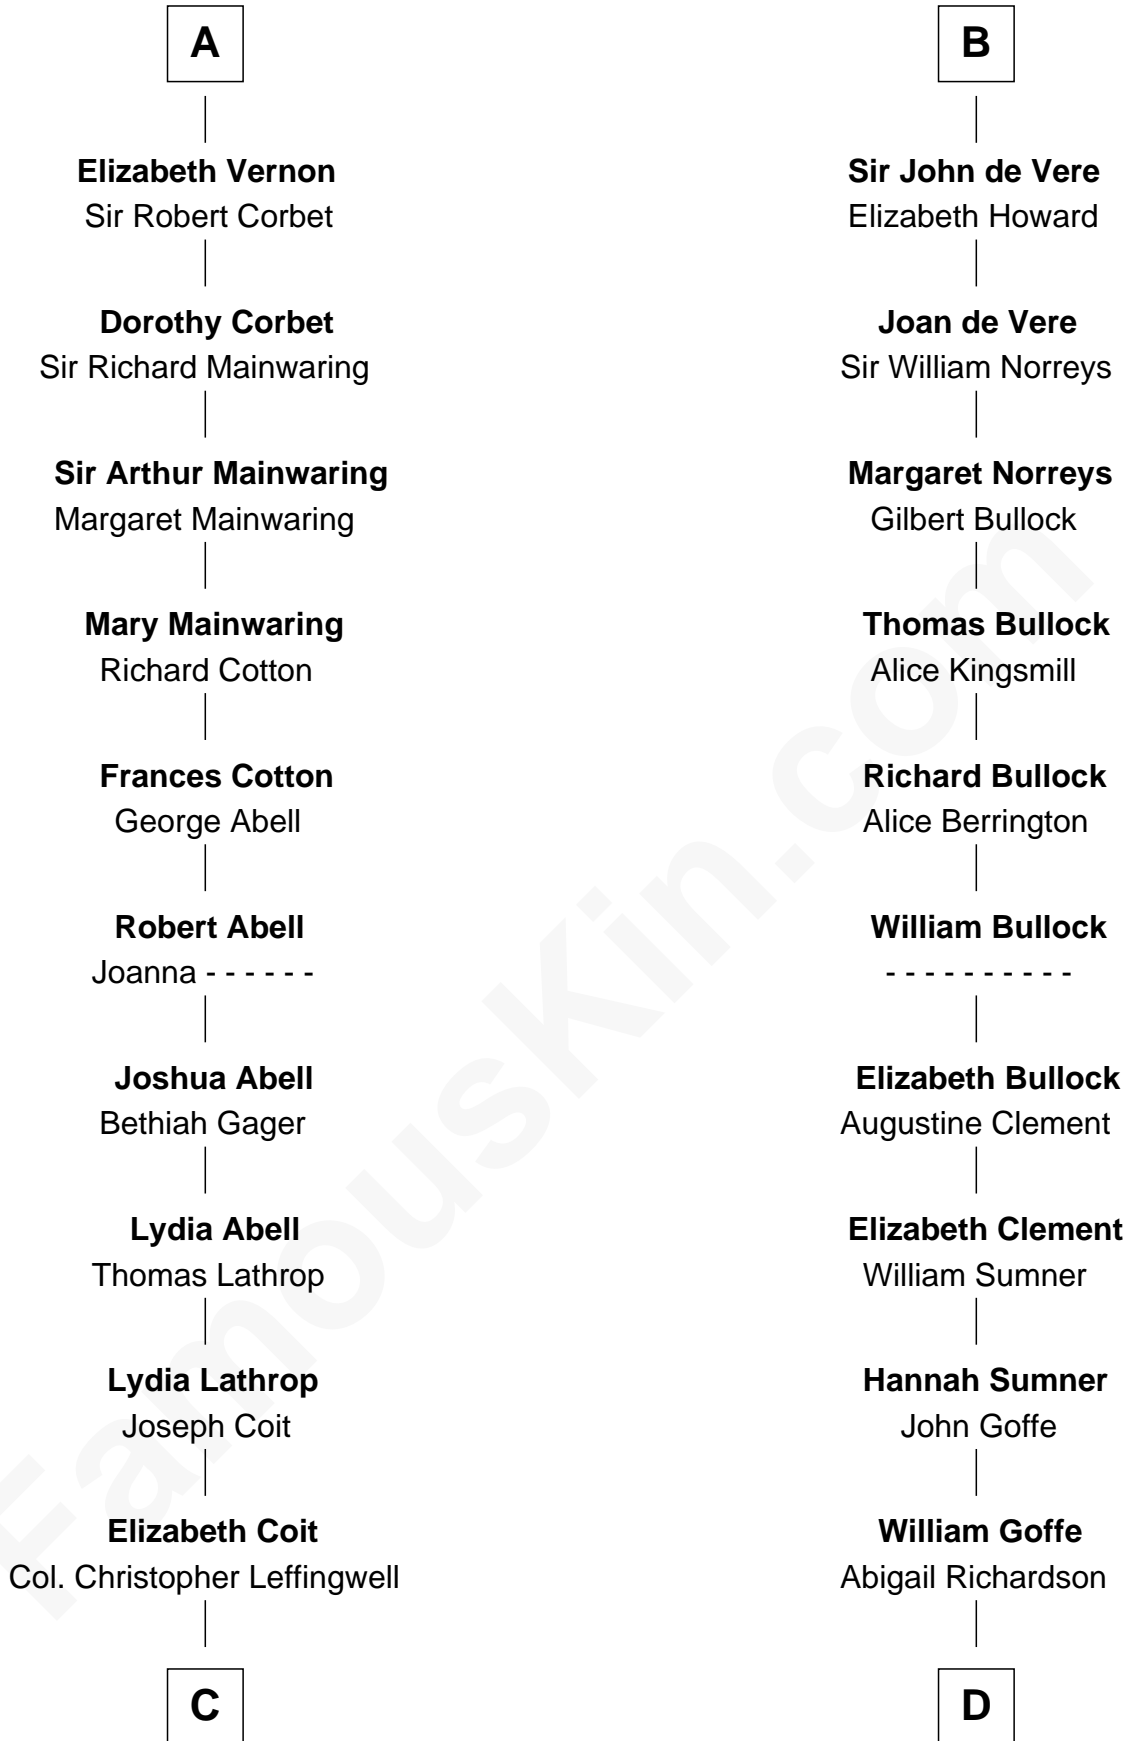 A
Elizabeth Vernon
Sir Robert Corbet
Dorothy Corbet
Sir Richard Mainwaring
Sir Arthur Mainwaring
Margaret Mainwaring
Mary Mainwaring
Richard Cotton
Frances Cotton
George Abell
Robert Abell
Joanna - - - - - -
Joshua Abell
Bethiah Gager
Lydia Abell
Thomas Lathrop
Lydia Lathrop
Joseph Coit
Elizabeth Coit
Col. Christopher Leffingwell
C
B
Sir John de Vere
Elizabeth Howard
Joan de Vere
Sir William Norreys
Margaret Norreys
Gilbert Bullock
Thomas Bullock
Alice Kingsmill
Richard Bullock
Alice Berrington
William Bullock
- - - - - - - - - -
Elizabeth Bullock
Augustine Clement
Elizabeth Clement
William Sumner
Hannah Sumner
John Goffe
William Goffe
Abigail Richardson
D
FamousKin.com